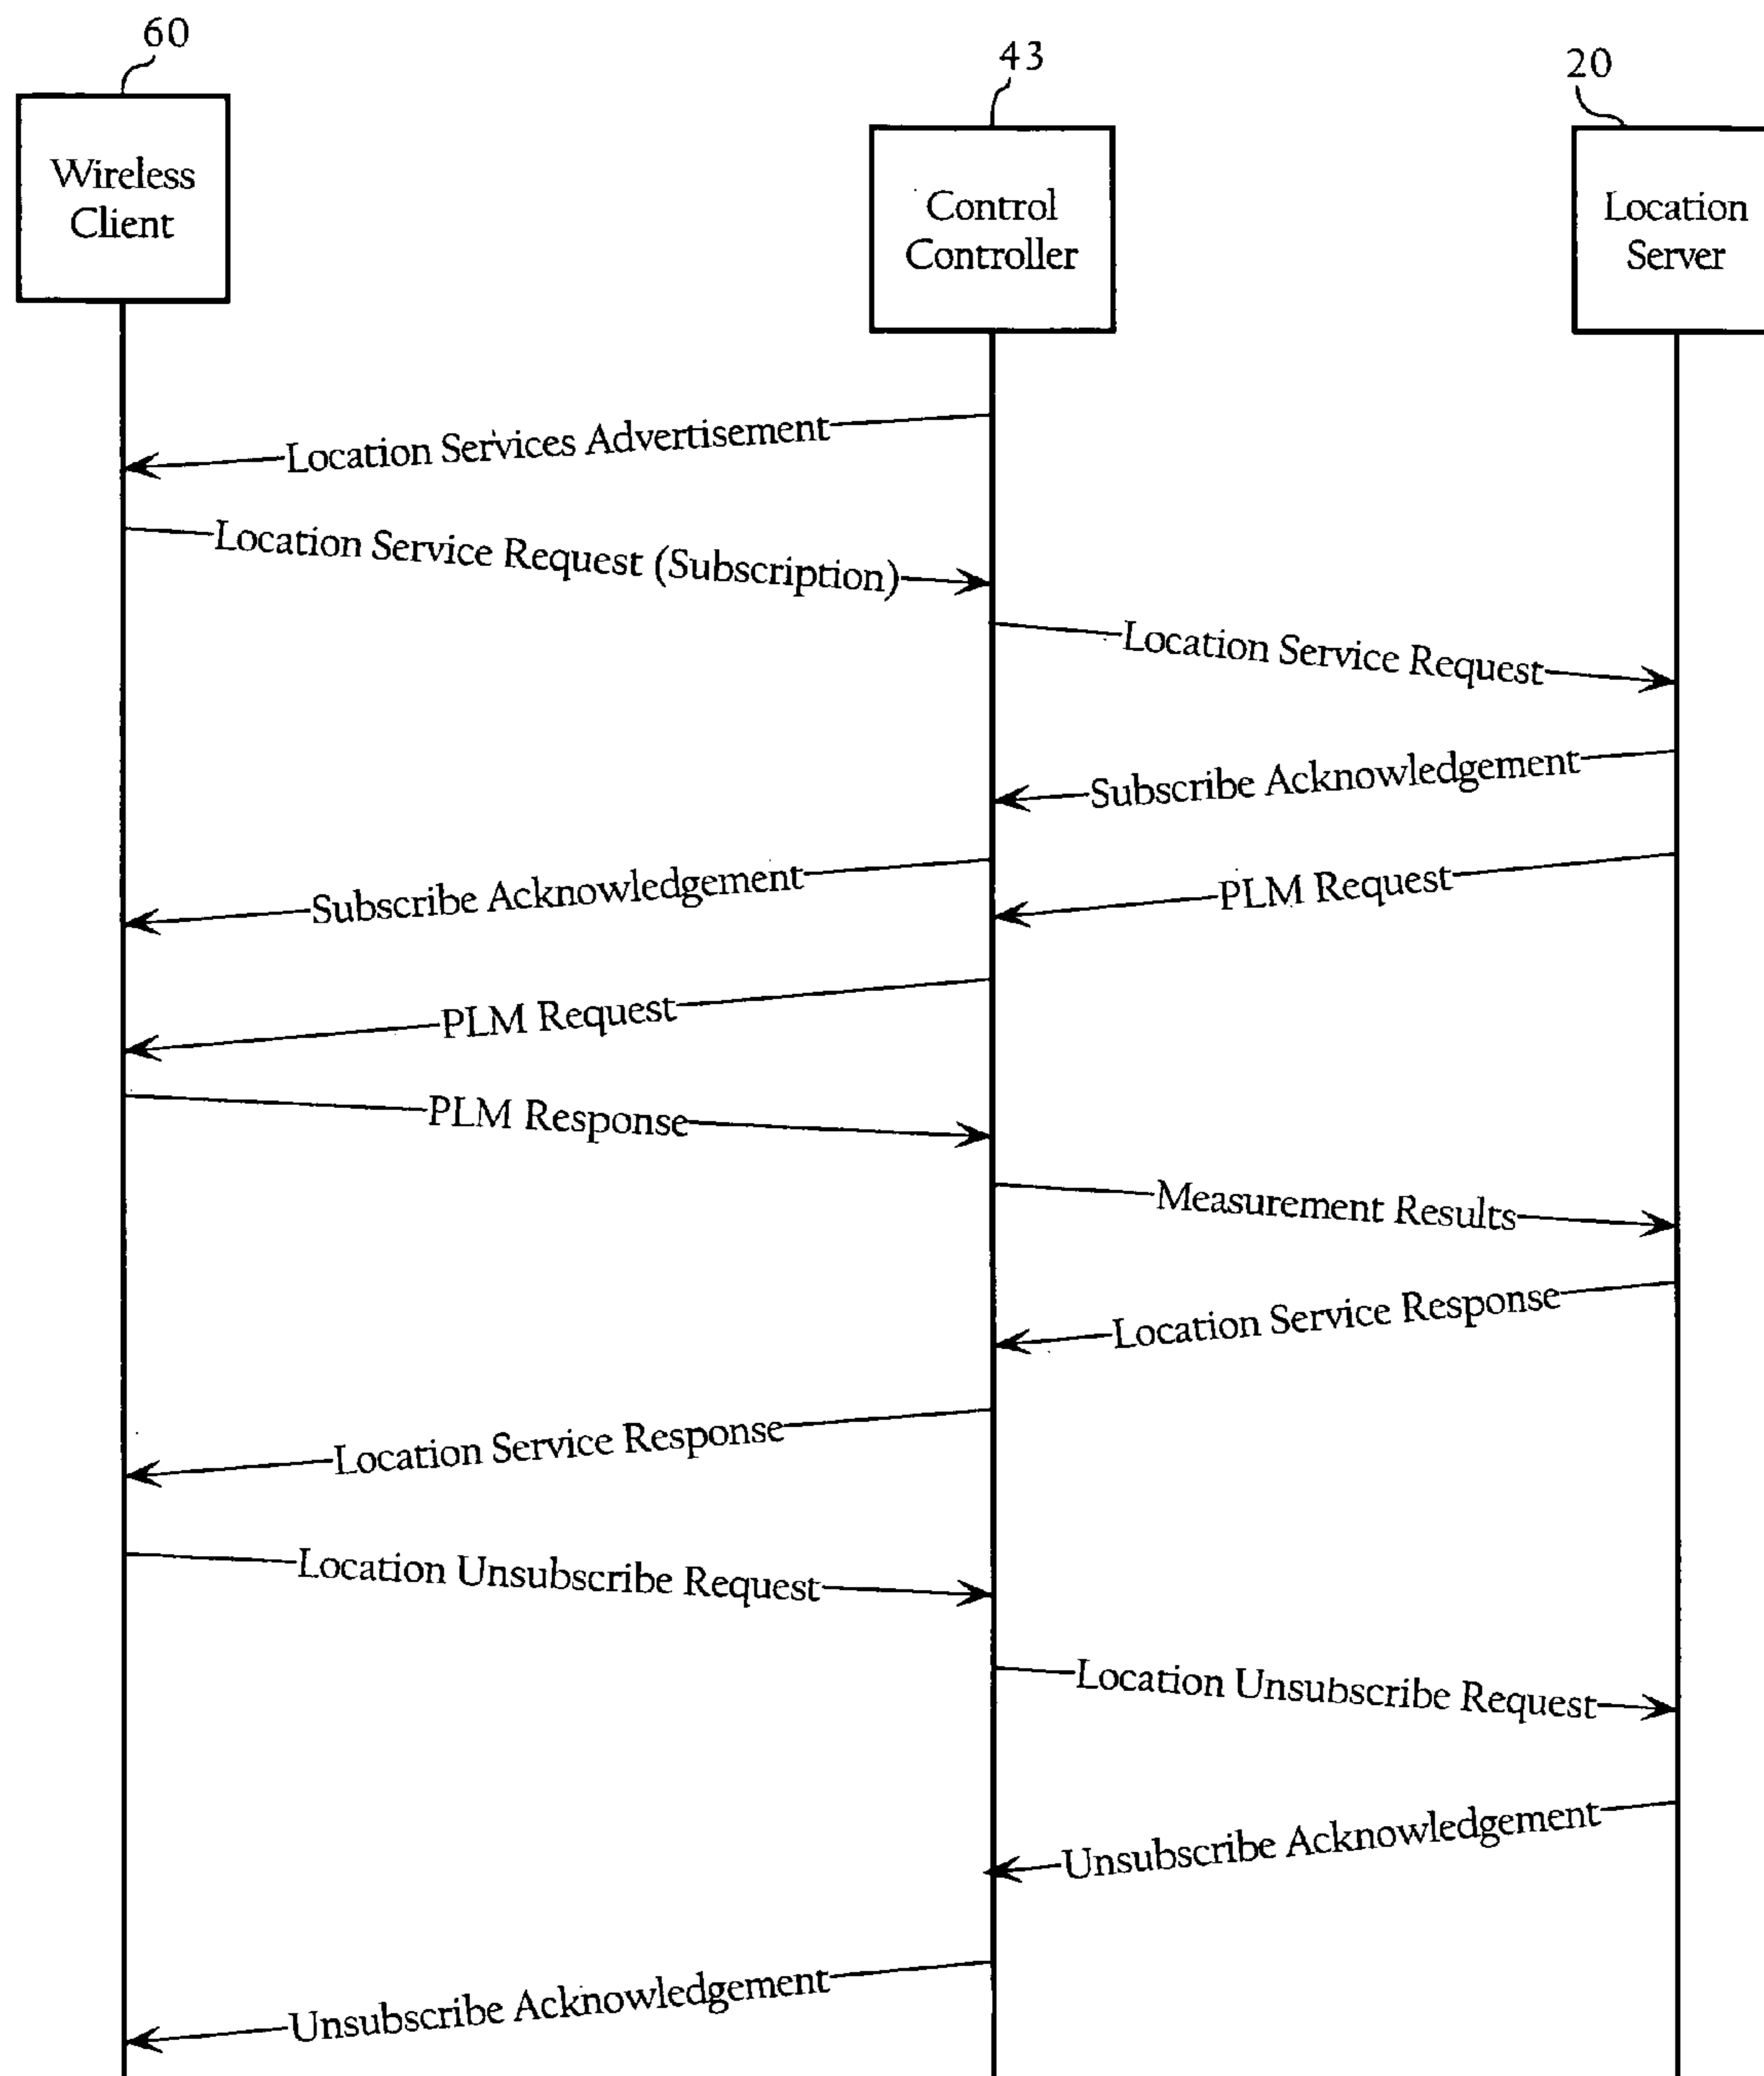 60
43
20
Wireless
Client
Control
Controller
Location
Server
Location Services Advertisement
Location Service Request (Subscription)
Location Service Request
Subscribe Acknowledgement
Subscribe Acknowledgement
PLM Request
PLM Request
PLM Response
Measurement Results
Location Service Response
Location Service Response
Location Unsubscribe Request
Location Unsubscribe Request
Unsubscribe Acknowledgement
Unsubscribe Acknowledgement